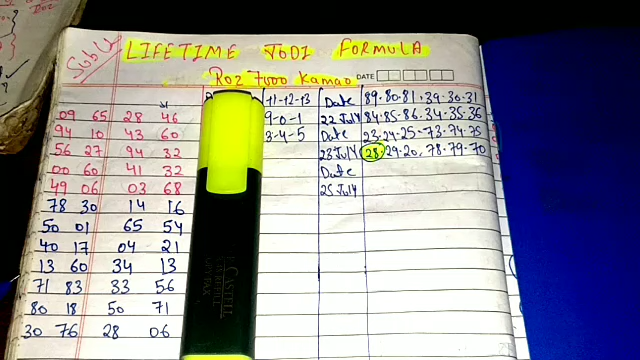 Sub U
LIFETIME JODI FORMULA
ROZ 7500 Kamao DATE
11-12-13 Date 89.80.81.39.30.31
09 65 28 46 9-0-1 22 July 84.85.86.34.35.36
94 10 43 60 3-4-5 Date 23.24.25-73.74.75
56 27 94 32 23 July 28.29.20.78.79.70
00 60 41 32 Date
49 06 03 68 25 July
78 30 14 16
50 01 65 54
40 17 04 21
13 60 34 13
71 83 33 56
80 18 50 71
30 76 28 06